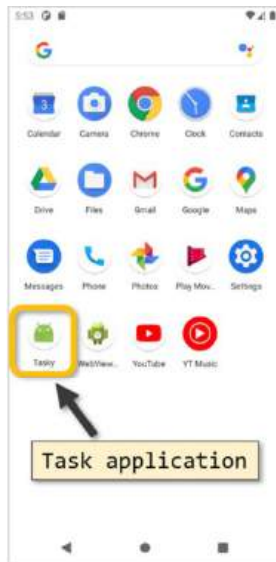 5:53
G
Calendar Camera Chrome Clock Contacts
Drive Files Gmail Google Maps
Messages Phone Photos Play Mov.. Settings
Tasky WebView.. YouTube YT Music
Task application